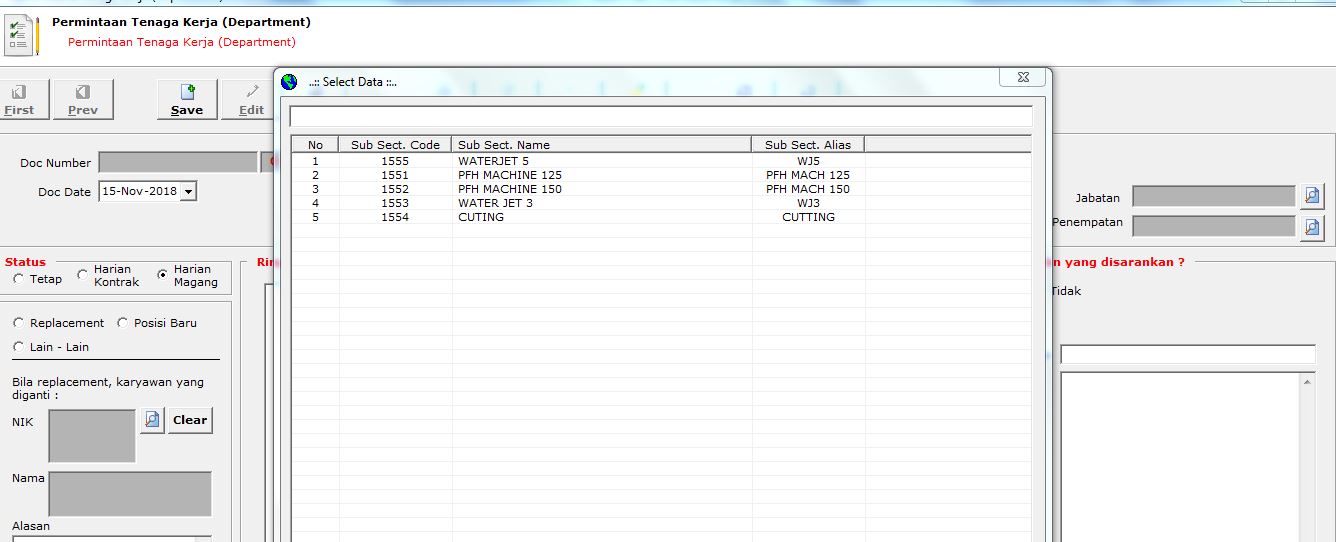 Permintaan Tenaga Kerja (Department)
Permintaan Tenaga Kerja (Department)
First Prev Save Edit
..:: Select Data ::..
No Sub Sect. Code Sub Sect. Name Sub Sect. Alias
1 1555 WATERJET 5 WJ5
2 1551 PFH MACHINE 125 PFH MACH 125
3 1552 PFH MACHINE 150 PFH MACH 150
4 1553 WATER JET 3 WJ3
5 1554 CUTING CUTTING
Doc Number
Doc Date 15-Nov-2018
Jabatan
Penempatan
Status
Tetap Harian Kontrak Harian Magang
Rin
n yang disarankan ?
Tidak
Replacement Posisi Baru
Lain - Lain
Bila replacement, karyawan yang
diganti :
NIK Clear
Nama
Alasan